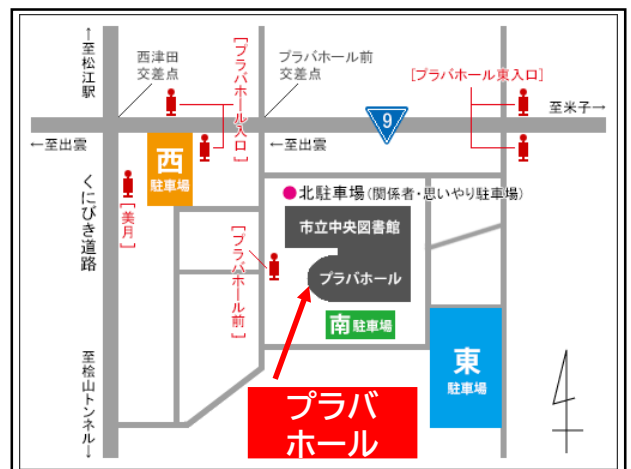 ←至松江駅
西津田
交差点
[プラバホール入口]
プラバホール前
交差点
[プラバホール東入口]
至米子→
9
←至出雲
←至出雲
西
駐車場
くにびき道路
[美月]
●北駐車場(関係者・思いやり駐車場)
市立中央図書館
プラバホール
[プラバホール前]
南駐車場
東
駐車場
プラバ
ホール
至桧山トンネル→